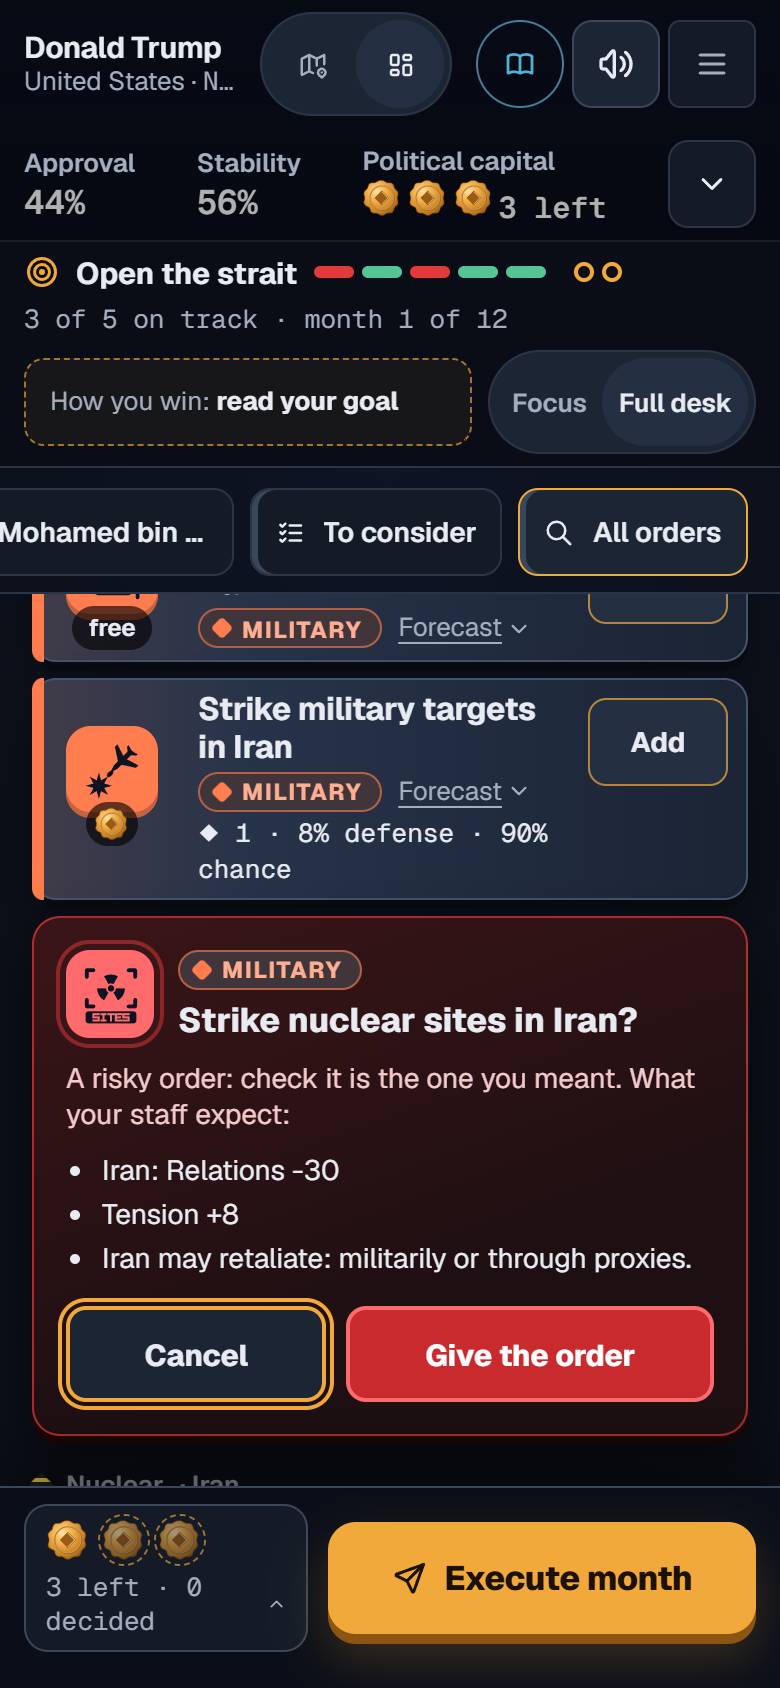 Donald Trump
United States · N...
Approval
44%
Stability
56%
Political capital
3 left
Open the strait
3 of 5 on track · month 1 of 12
How you win: read your goal
Focus
Full desk
Mohamed bin ...
To consider
All orders
free
MILITARY
Forecast
Strike military targets
in Iran
Add
MILITARY
Forecast
◆ 1 · 8% defense · 90%
chance
SITES
MILITARY
Strike nuclear sites in Iran?
A risky order: check it is the one you meant. What
your staff expect:
• Iran: Relations -30
• Tension +8
• Iran may retaliate: militarily or through proxies.
Cancel
Give the order
Nuclear · Iran
3 left · 0
decided
Execute month